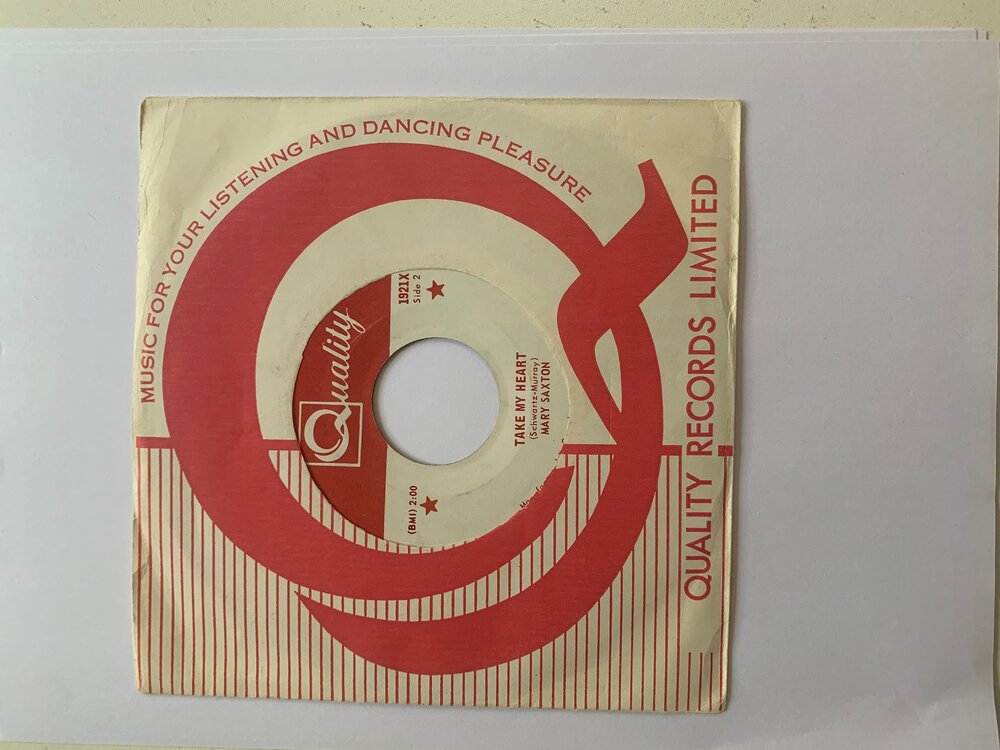 MUSIC FOR YOUR LISTENING AND DANCING PLEASURE
Quality
1921X
Side 2
(BMI) 2:00
TAKE MY HEART
(Schwartz-Murray)
MARY SAXTON
QUALITY RECORDS LIMITED